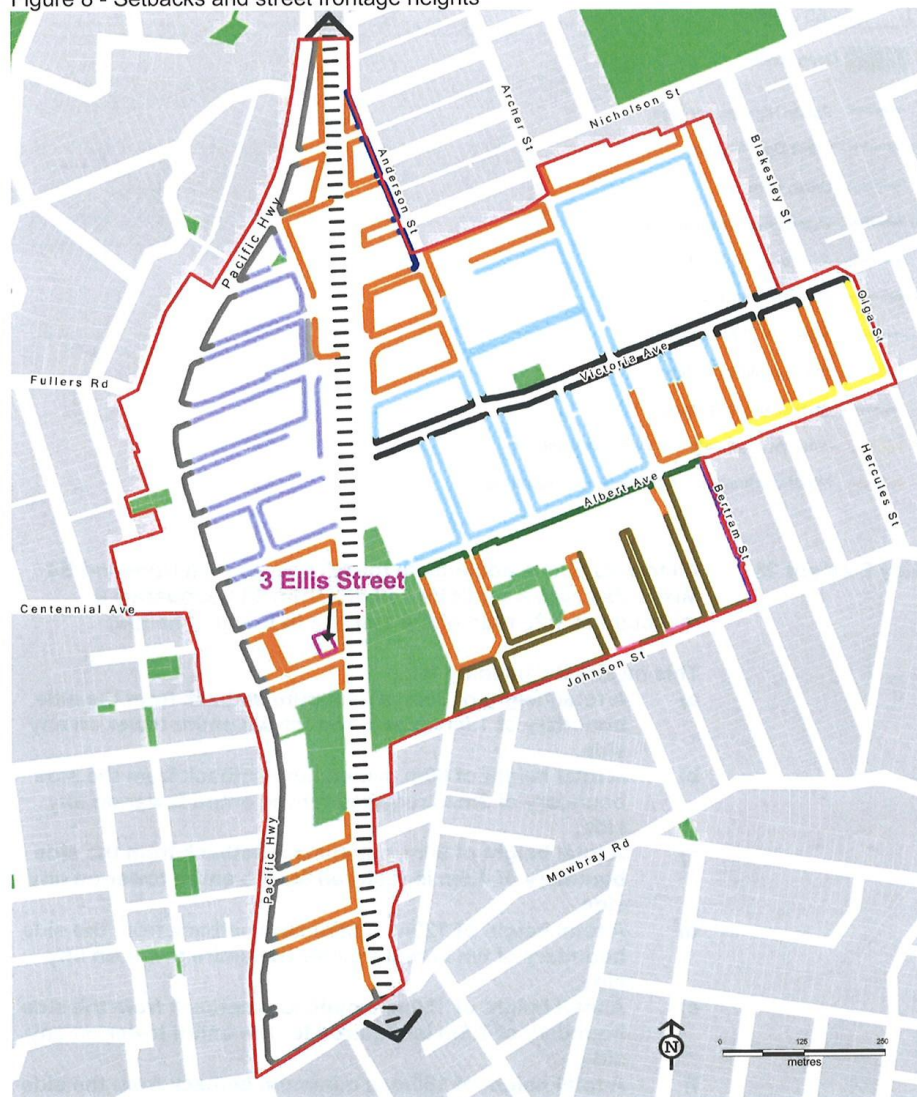 Figure 8 - Setbacks and street frontage heights
Archer St
Nicholson St
Blakesley St
Anderson St
Pacific Hwy
Olga St
Fullers Rd
Victoria Ave
Hercules St
Albert Ave
Bertram St
3 Ellis Street
Centennial Ave
Johnson St
Pacific Hwy
Mowbray Rd
N
0 125 250
metres